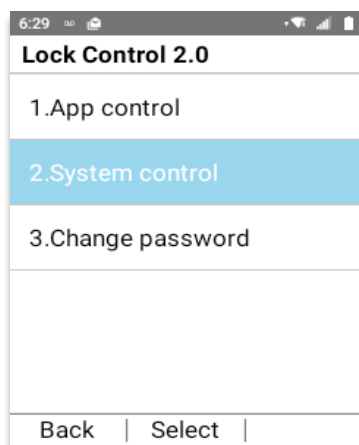 6:29
Lock Control 2.0
1.App control
2.System control
3.Change password
Back | Select |